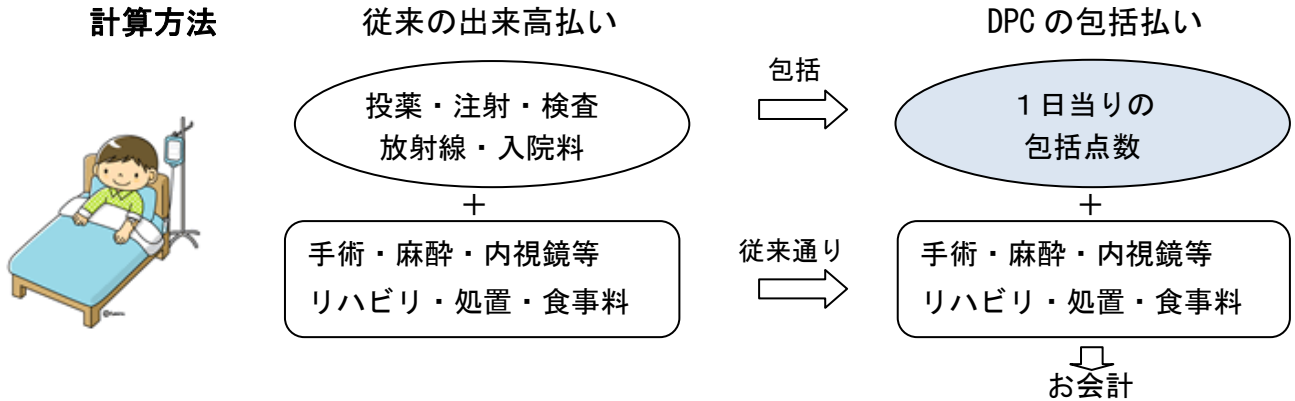 計算方法
従来の出来高払い
DPCの包括払い
投薬・注射・検査
放射線・入院料
包括
1日当りの
包括点数
＋
＋
手術・麻酔・内視鏡等
リハビリ・処置・食事料
従来通り
手術・麻酔・内視鏡等
リハビリ・処置・食事料
お会計